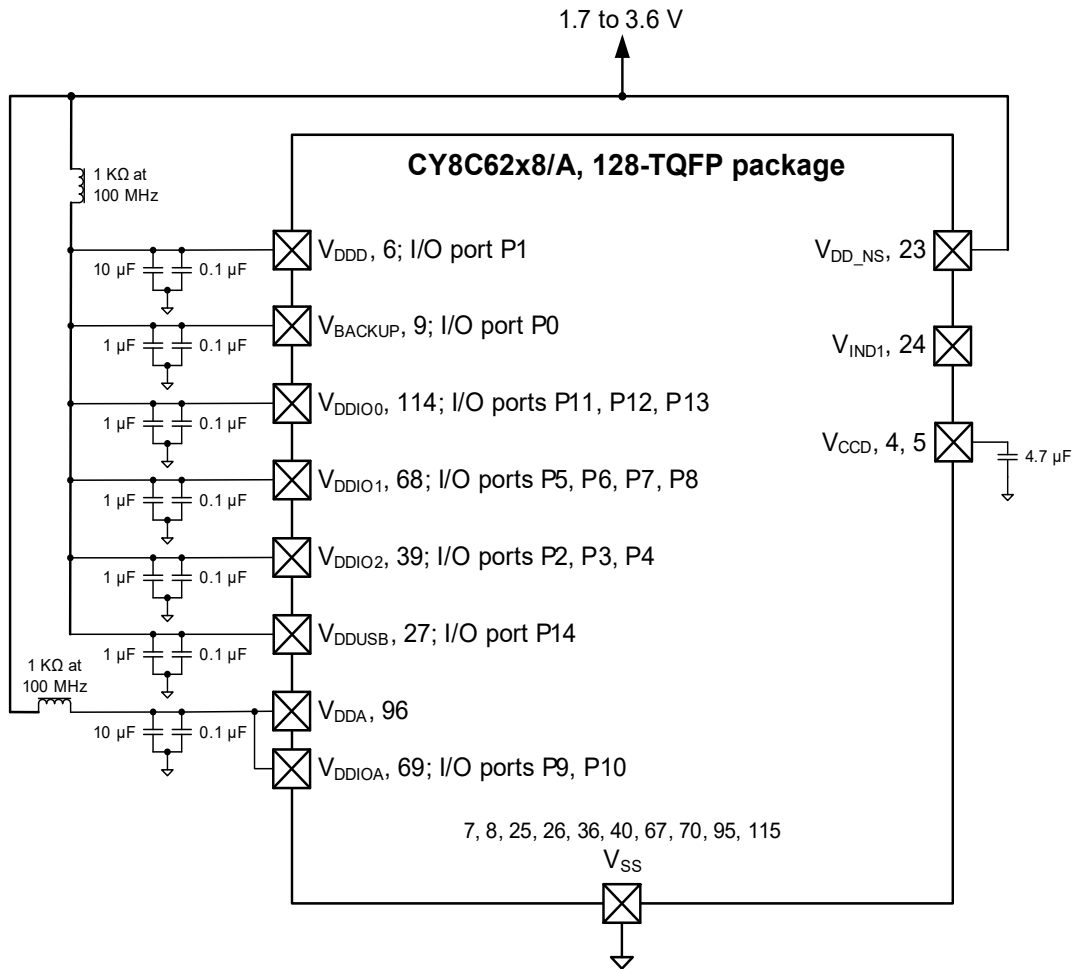 1.7 to 3.6 V
CY8C62x8/A, 128-TQFP package
1 KΩ at
100 MHz
10 µF
0.1 µF
VDDD, 6; I/O port P1
VDD_NS, 23
1 µF
0.1 µF
VBACKUP, 9; I/O port P0
VIND1, 24
1 µF
0.1 µF
VDDIO0, 114; I/O ports P11, P12, P13
VCCD, 4, 5
4.7 µF
1 µF
0.1 µF
VDDIO1, 68; I/O ports P5, P6, P7, P8
1 µF
0.1 µF
VDDIO2, 39; I/O ports P2, P3, P4
1 µF
0.1 µF
VDDUSB, 27; I/O port P14
1 KΩ at
100 MHz
10 µF
0.1 µF
VDDA, 96
VDDIOA, 69; I/O ports P9, P10
7, 8, 25, 26, 36, 40, 67, 70, 95, 115
VSS